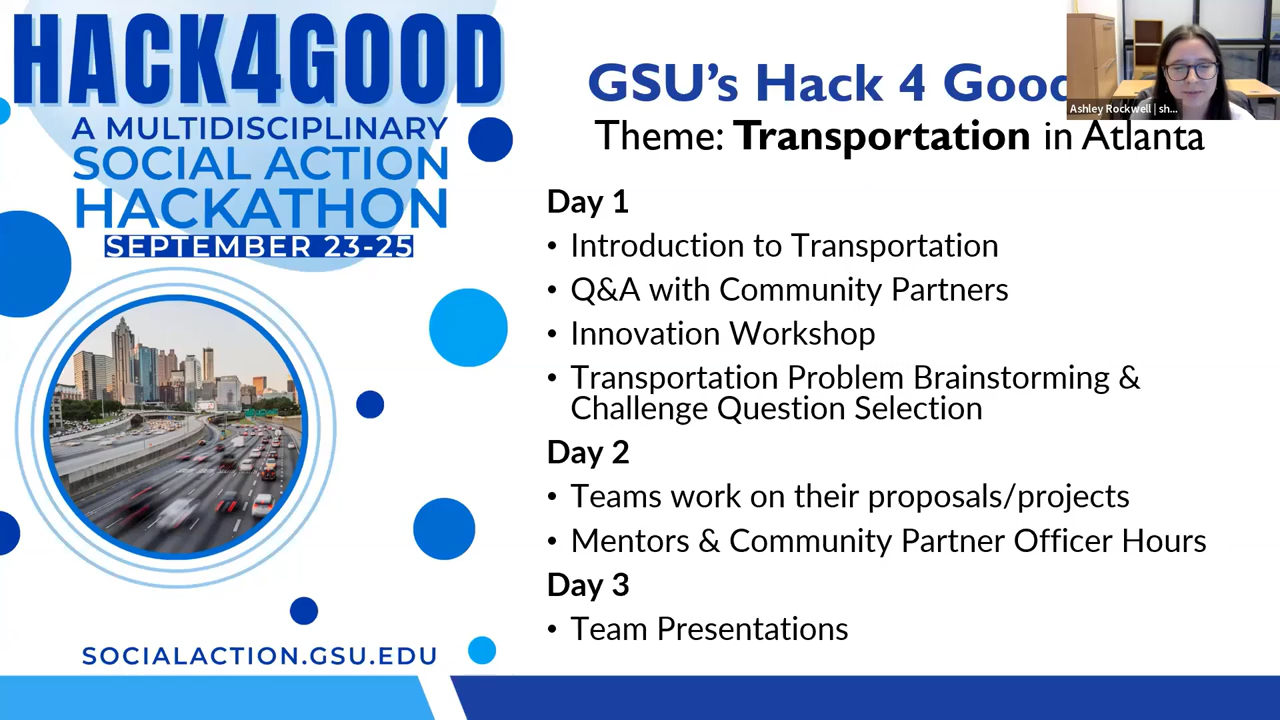 HACK4GOOD
A MULTIDISCIPLINARY
SOCIAL ACTION
HACKATHON
SEPTEMBER 23-25
SOCIALACTION.GSU.EDU
GSU's Hack 4 Good
Theme: Transportation in Atlanta
Day 1
• Introduction to Transportation
• Q&A with Community Partners
• Innovation Workshop
• Transportation Problem Brainstorming &
Challenge Question Selection
Day 2
• Teams work on their proposals/projects
• Mentors & Community Partner Officer Hours
Day 3
• Team Presentations
Ashley Rockwell | sh...